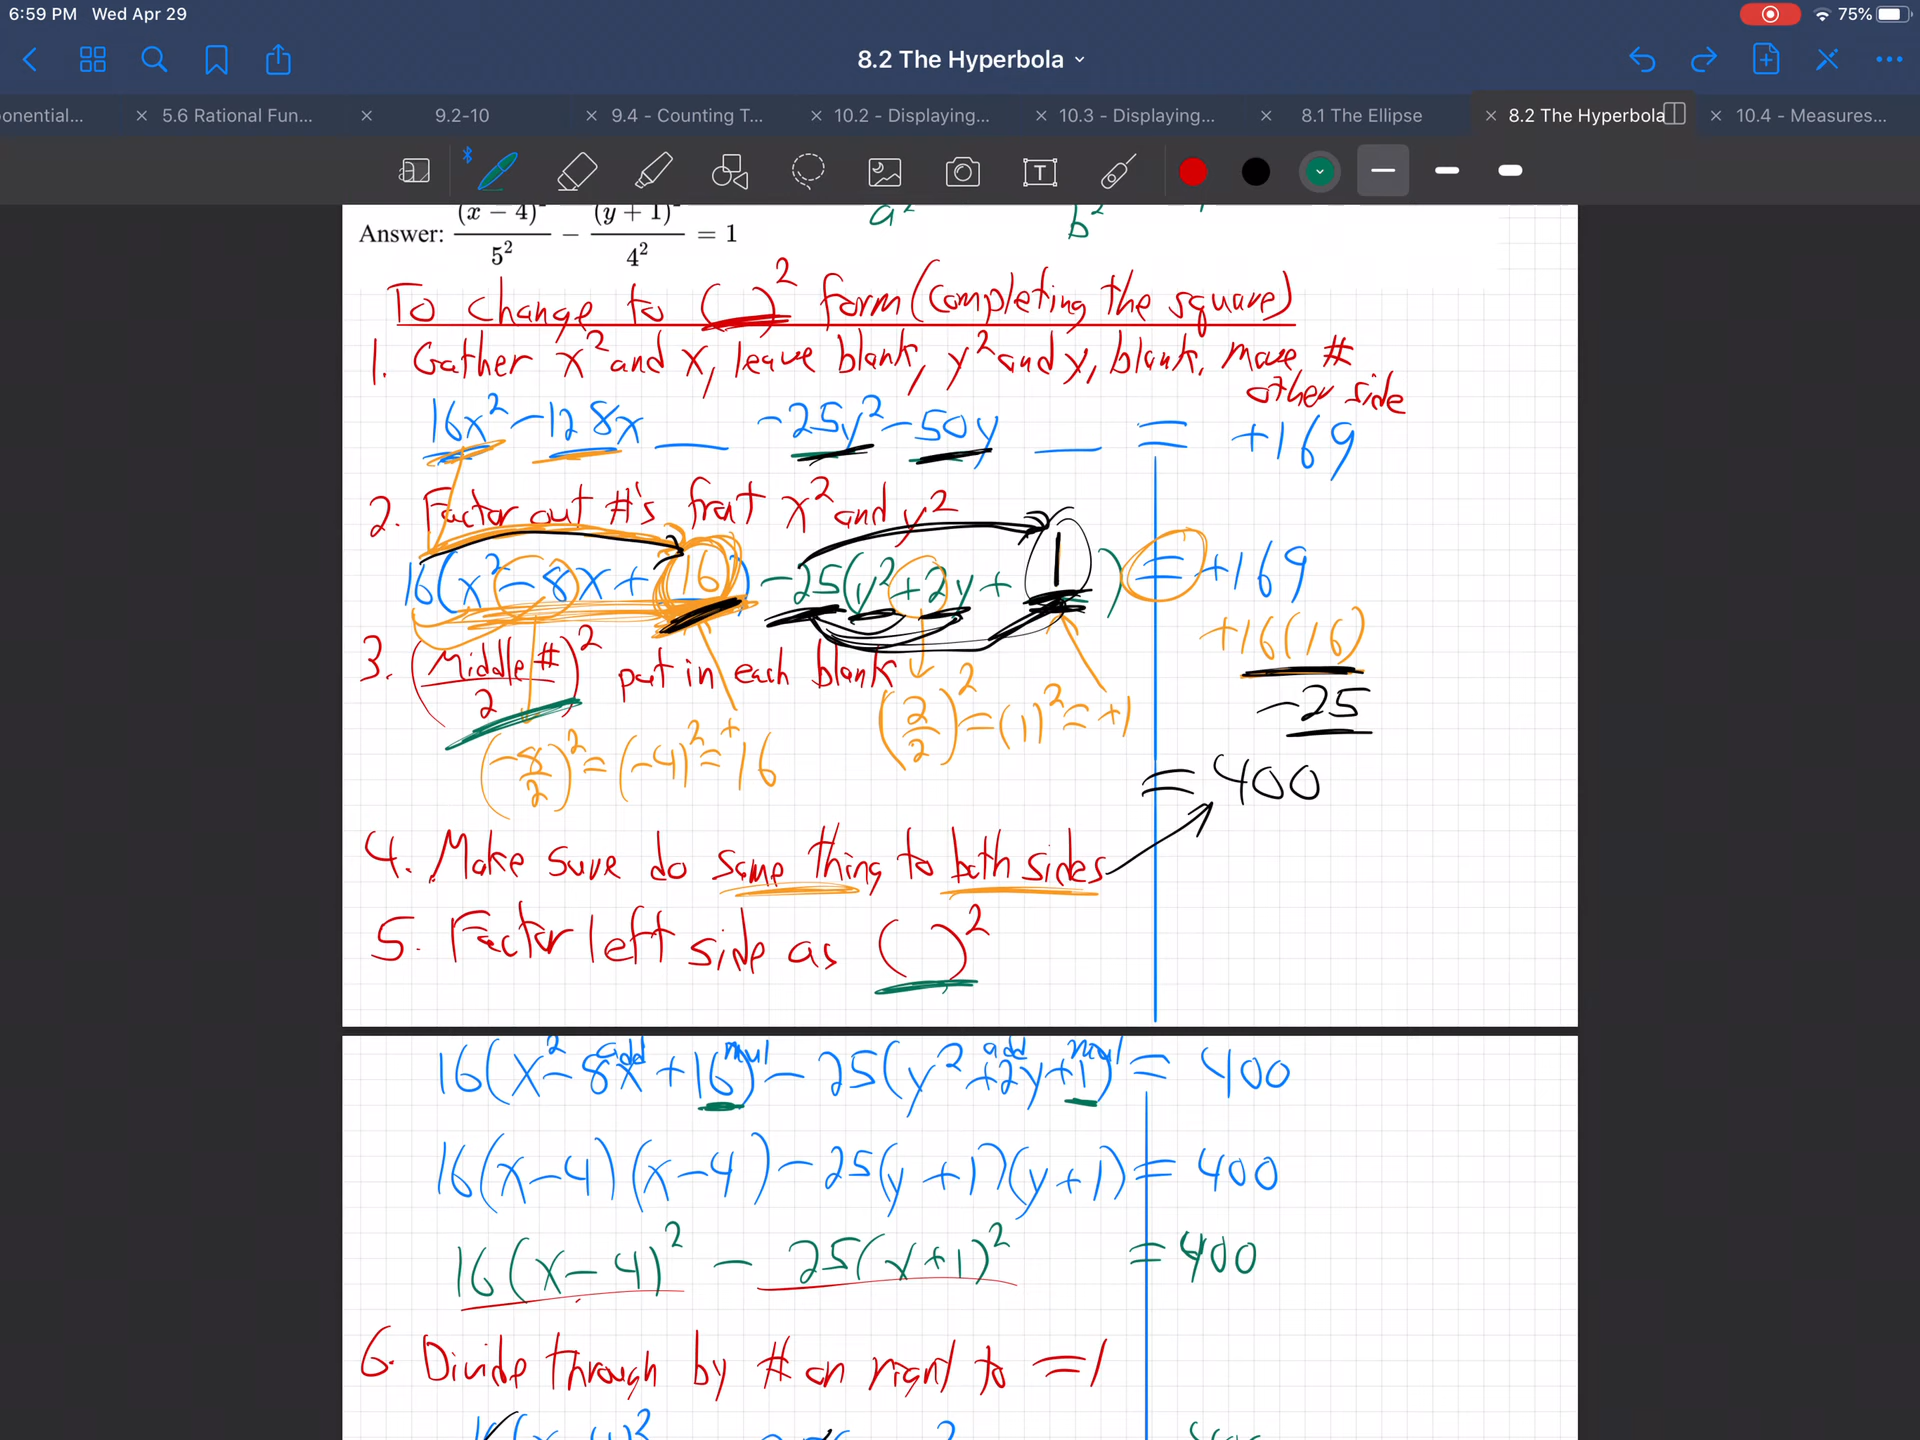 6:59 PM Wed Apr 29 75%
8.2 The Hyperbola
onential... × 5.6 Rational Fun... × 9.2-10 × 9.4 - Counting T... × 10.2 - Displaying... × 10.3 - Displaying... × 8.1 The Ellipse × 8.2 The Hyperbola × 10.4 - Measures...
T
Answer: (x − 4)² / 5² − (y + 1)² / 4² = 1 a² b²
To change to ( )² form (completing the square)
1. Gather x² and x, leave blank, y² and y, blank, move #
other side
16x² - 128x __ -25y² - 50y __ = +169
2. Factor out #'s frnt x² and y²
16(x² - 8x + 16) - 25(y² + 2y + 1) = +169
+16(16)
3. (Middle # / 2)² put in each blank
-25
(-8/2)² = (-4)² = +16 (2/2)² = (1)² = +1
= 400
4. Make sure do same thing to both sides
5. Factor left side as ( )²
add mul add mul
16(x² - 8x + 16) - 25(y² + 2y + 1) = 400
16(x-4)(x-4) - 25(y+1)(y+1) = 400
16(x-4)² - 25(y+1)² = 400
6. Divide through by # on right to =1